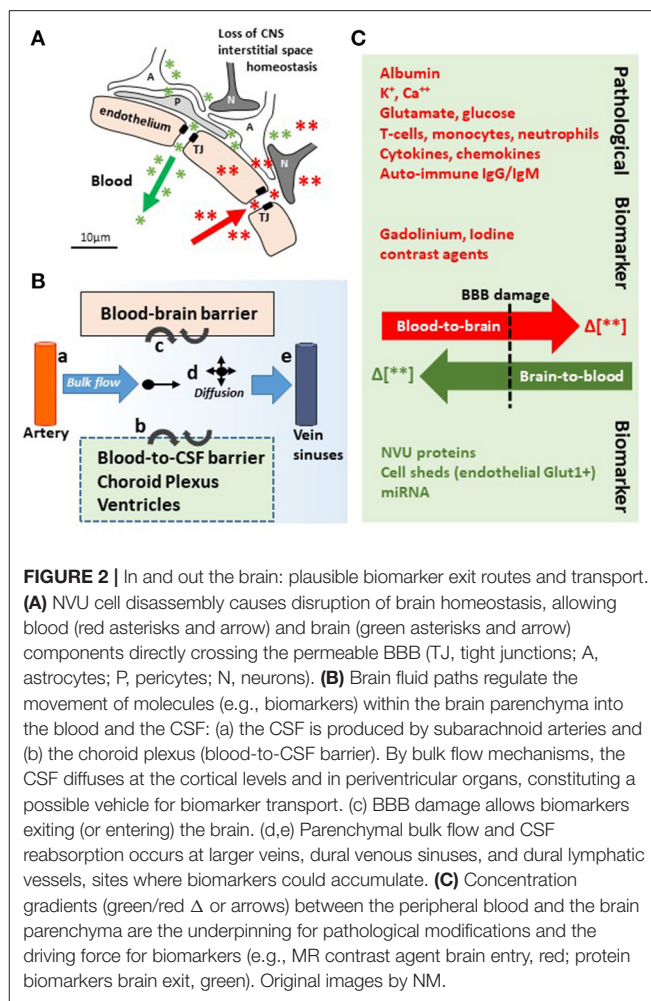 A
Loss of CNS
interstitial space
homeostasis
A
P
N
endothelium
TJ
A
N
Blood
TJ
10µm
B
Blood-brain barrier
c
a
Bulk flow
d
Diffusion
e
Artery
b
Vein
sinuses
Blood-to-CSF barrier
Choroid Plexus
Ventricles
C
Albumin
K⁺, Ca⁺⁺
Glutamate, glucose
T-cells, monocytes, neutrophils
Cytokines, chemokines
Auto-immune IgG/IgM
Pathological
Gadolinium, Iodine
contrast agents
Biomarker
BBB damage
Blood-to-brain
Δ[**]
Δ[**]
Brain-to-blood
NVU proteins
Cell sheds (endothelial Glut1+)
miRNA
Biomarker
FIGURE 2 | In and out the brain: plausible biomarker exit routes and transport.
(A) NVU cell disassembly causes disruption of brain homeostasis, allowing
blood (red asterisks and arrow) and brain (green asterisks and arrow)
components directly crossing the permeable BBB (TJ, tight junctions; A,
astrocytes; P, pericytes; N, neurons). (B) Brain fluid paths regulate the
movement of molecules (e.g., biomarkers) within the brain parenchyma into
the blood and the CSF: (a) the CSF is produced by subarachnoid arteries and
(b) the choroid plexus (blood-to-CSF barrier). By bulk flow mechanisms, the
CSF diffuses at the cortical levels and in periventricular organs, constituting a
possible vehicle for biomarker transport. (c) BBB damage allows biomarkers
exiting (or entering) the brain. (d,e) Parenchymal bulk flow and CSF
reabsorption occurs at larger veins, dural venous sinuses, and dural lymphatic
vessels, sites where biomarkers could accumulate. (C) Concentration
gradients (green/red Δ or arrows) between the peripheral blood and the brain
parenchyma are the underpinning for pathological modifications and the
driving force for biomarkers (e.g., MR contrast agent brain entry, red; protein
biomarkers brain exit, green). Original images by NM.